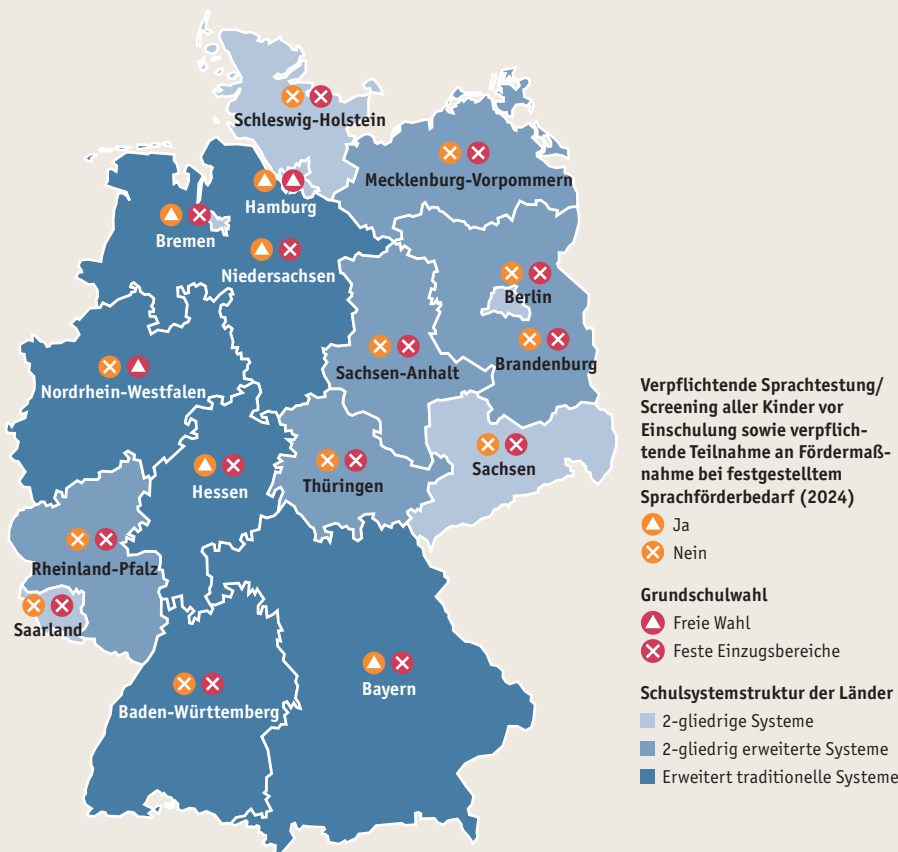 Schleswig-Holstein
Mecklenburg-Vorpommern
Hamburg
Bremen
Niedersachsen
Berlin
Brandenburg
Sachsen-Anhalt
Nordrhein-Westfalen
Sachsen
Thüringen
Hessen
Rheinland-Pfalz
Saarland
Bayern
Baden-Württemberg
Verpflichtende Sprachtestung/
Screening aller Kinder vor
Einschulung sowie verpflich-
tende Teilnahme an Fördermaß-
nahme bei festgestelltem
Sprachförderbedarf (2024)
Ja
Nein
Grundschulwahl
Freie Wahl
Feste Einzugsbereiche
Schulsystemstruktur der Länder
2-gliedrige Systeme
2-gliedrig erweiterte Systeme
Erweitert traditionelle Systeme